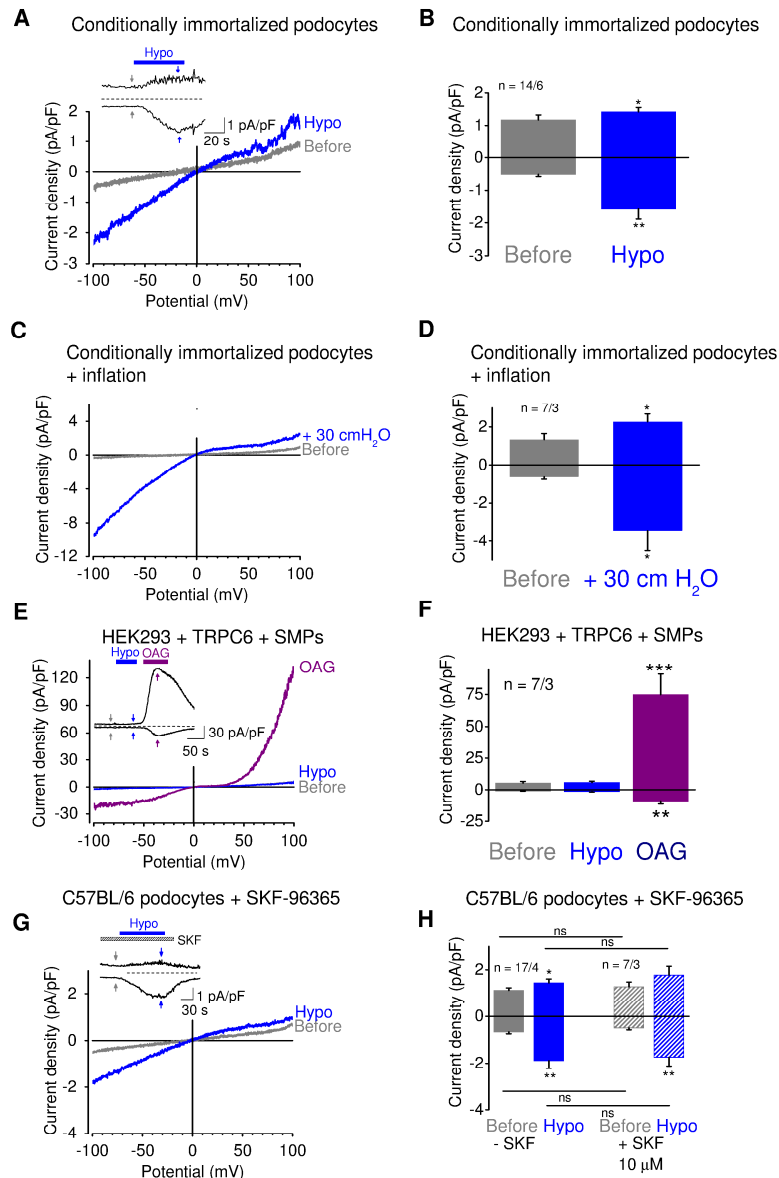 A
Conditionally immortalized podocytes
Hypo
1 pA/pF
20 s
Hypo
Before
Current density (pA/pF)
2
1
0
-1
-2
-3
-100
-50
0
50
100
Potential (mV)
B
Conditionally immortalized podocytes
n = 14/6
*
**
Current density (pA/pF)
2
1
0
1
2
-3
Before
Hypo
C
Conditionally immortalized podocytes
+ inflation
Current density (pA/pF)
4
0
-4
-8
-12
+ 30 cmH2O
Before
-100
-50
0
50
100
Potential (mV)
D
Conditionally immortalized podocytes
+ inflation
n = 7/3
*
*
Current density (pA/pF)
2
0
-2
-4
Before
+ 30 cm H2O
E
HEK293 + TRPC6 + SMPs
Hypo
OAG
30 pA/pF
50 s
OAG
Hypo
Before
Current density (pA/pF)
120
90
60
30
0
-30
-100
-50
0
50
100
Potential (mV)
F
HEK293 + TRPC6 + SMPs
n = 7/3
***
**
Current density (pA/pF)
75
50
25
0
-25
Before
Hypo
OAG
G
C57BL/6 podocytes + SKF-96365
Hypo
SKF
1 pA/pF
30 s
Hypo
Before
Current density (pA/pF)
2
0
-2
-4
-100
-50
0
50
100
Potential (mV)
H
C57BL/6 podocytes + SKF-96365
ns
ns
n = 17/4
n = 7/3
*
**
**
Current density (pA/pF)
4
2
0
-2
-4
ns
ns
Before Hypo
Before Hypo
- SKF
+ SKF
10 µM